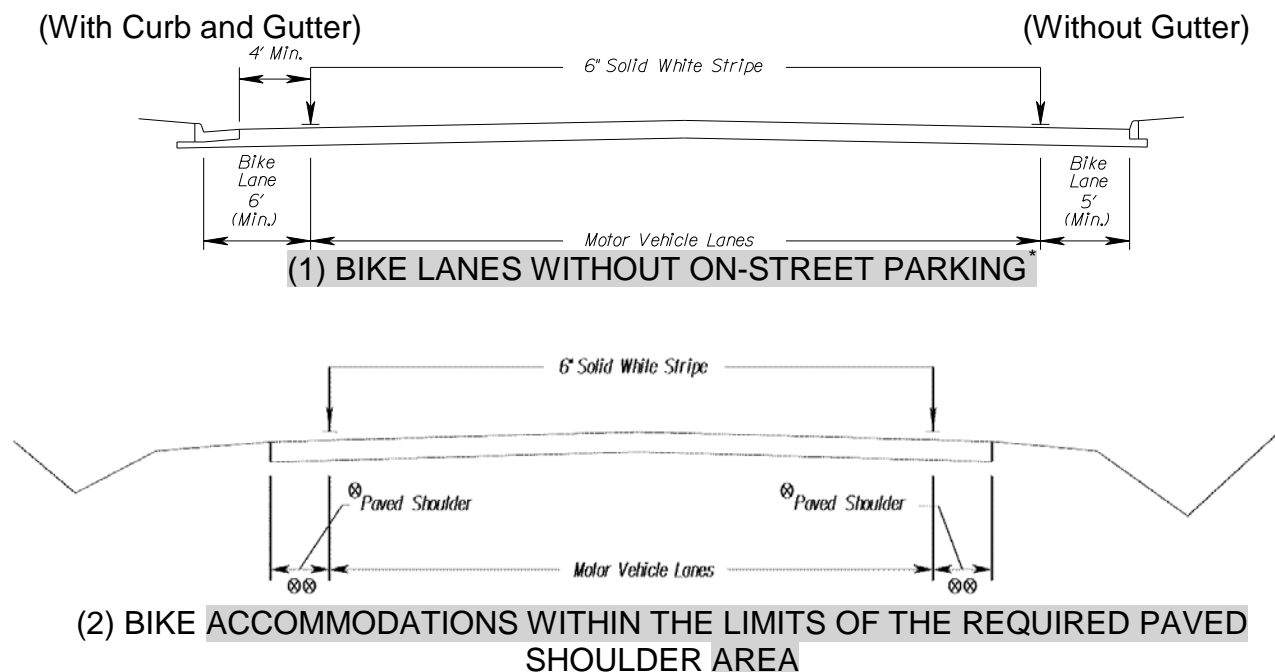 (With Curb and Gutter)
(Without Gutter)
4' Min.
6" Solid White Stripe
Bike
Lane
6'
(Min.)
Bike
Lane
5'
(Min.)
Motor Vehicle Lanes
(1) BIKE LANES WITHOUT ON-STREET PARKING*
6" Solid White Stripe
⊗Paved Shoulder
⊗Paved Shoulder
Motor Vehicle Lanes
⊗⊗
⊗⊗
(2) BIKE ACCOMMODATIONS WITHIN THE LIMITS OF THE REQUIRED PAVED
SHOULDER AREA